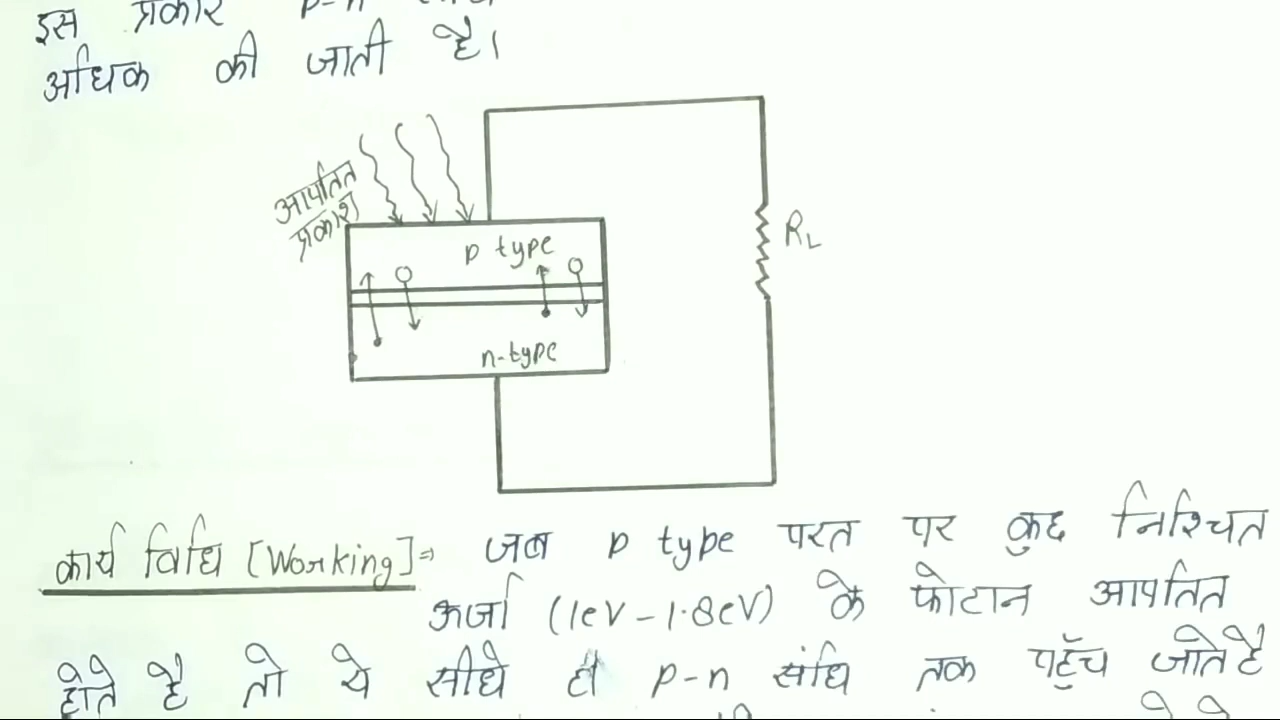 इस प्रकार p-n
अधिक की जाती है।
आपतित
प्रकाश
p type
RL
n-type
कार्य विधि [Working]⇒ जब p type परत पर कुछ निश्चित
ऊर्जा (1eV - 1.8eV) के फोटान आपतित
होते है तो ये सीधे ही p-n संधि तक पहुँच जाते है